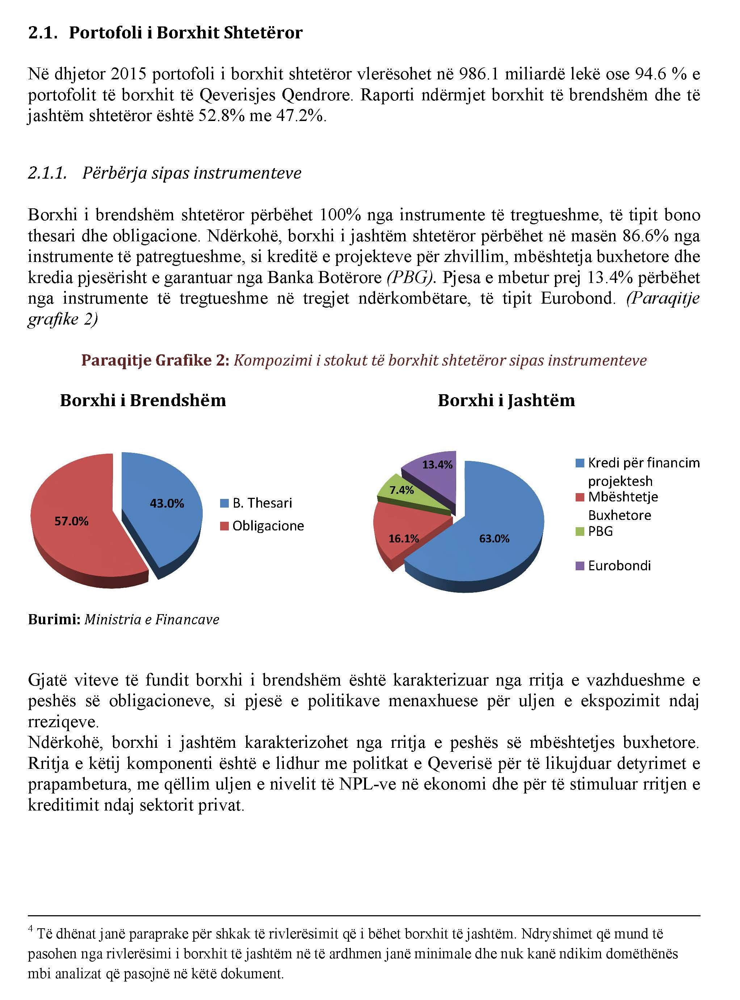 2.1. Portofoli i Borxhit Shtetëror
Në dhjetor 2015 portofoli i borxhit shtetëror vlerësohet në 986.1 miliardë lekë ose 94.6 % e
portofolit të borxhit të Qeverisjes Qendrore. Raporti ndërmjet borxhit të brendshëm dhe të
jashtëm shtetëror është 52.8% me 47.2%.
2.1.1. Përbërja sipas instrumenteve
Borxhi i brendshëm shtetëror përbëhet 100% nga instrumente të tregtueshme, të tipit bono
thesari dhe obligacione. Ndërkohë, borxhi i jashtëm shtetëror përbëhet në masën 86.6% nga
instrumente të patregtueshme, si kreditë e projekteve për zhvillim, mbështetja buxhetore dhe
kredia pjesërisht e garantuar nga Banka Botërore (PBG). Pjesa e mbetur prej 13.4% përbëhet
nga instrumente të tregtueshme në tregjet ndërkombëtare, të tipit Eurobond. (Paraqitje
grafike 2)
Paraqitje Grafike 2: Kompozimi i stokut të borxhit shtetëror sipas instrumenteve
Borxhi i Brendshëm
57.0%
43.0%
B. Thesari
Obligacione
Borxhi i Jashtëm
13.4%
7.4%
16.1%
63.0%
Kredi për financim
projektesh
Mbështetje
Buxhetore
PBG
Eurobondi
Burimi: Ministria e Financave
Gjatë viteve të fundit borxhi i brendshëm është karakterizuar nga rritja e vazhdueshme e
peshës së obligacioneve, si pjesë e politikave menaxhuese për uljen e ekspozimit ndaj
rreziqeve.
Ndërkohë, borxhi i jashtëm karakterizohet nga rritja e peshës së mbështetjes buxhetore.
Rritja e këtij komponenti është e lidhur me politkat e Qeverisë për të likujduar detyrimet e
prapambetura, me qëllim uljen e nivelit të NPL-ve në ekonomi dhe për të stimuluar rritjen e
kreditimit ndaj sektorit privat.
4 Të dhënat janë paraprake për shkak të rivlerësimit që i bëhet borxhit të jashtëm. Ndryshimet që mund të
pasohen nga rivlerësimi i borxhit të jashtëm në të ardhmen janë minimale dhe nuk kanë ndikim domëthënës
mbi analizat që pasojnë në këtë dokument.